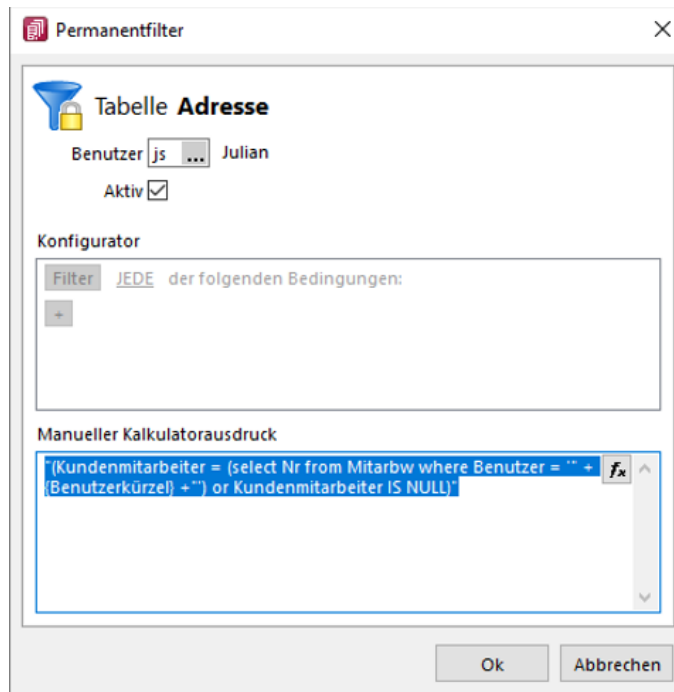 Permanentfilter
Tabelle Adresse
Benutzer js ... Julian
Aktiv
Konfigurator
Filter JEDE der folgenden Bedingungen:
+
Manueller Kalkulatorausdruck
"(Kundenmitarbeiter = (select Nr from Mitarbw where Benutzer = '" + fx
{Benutzerkürzel} +"') or Kundenmitarbeiter IS NULL)"
Ok Abbrechen